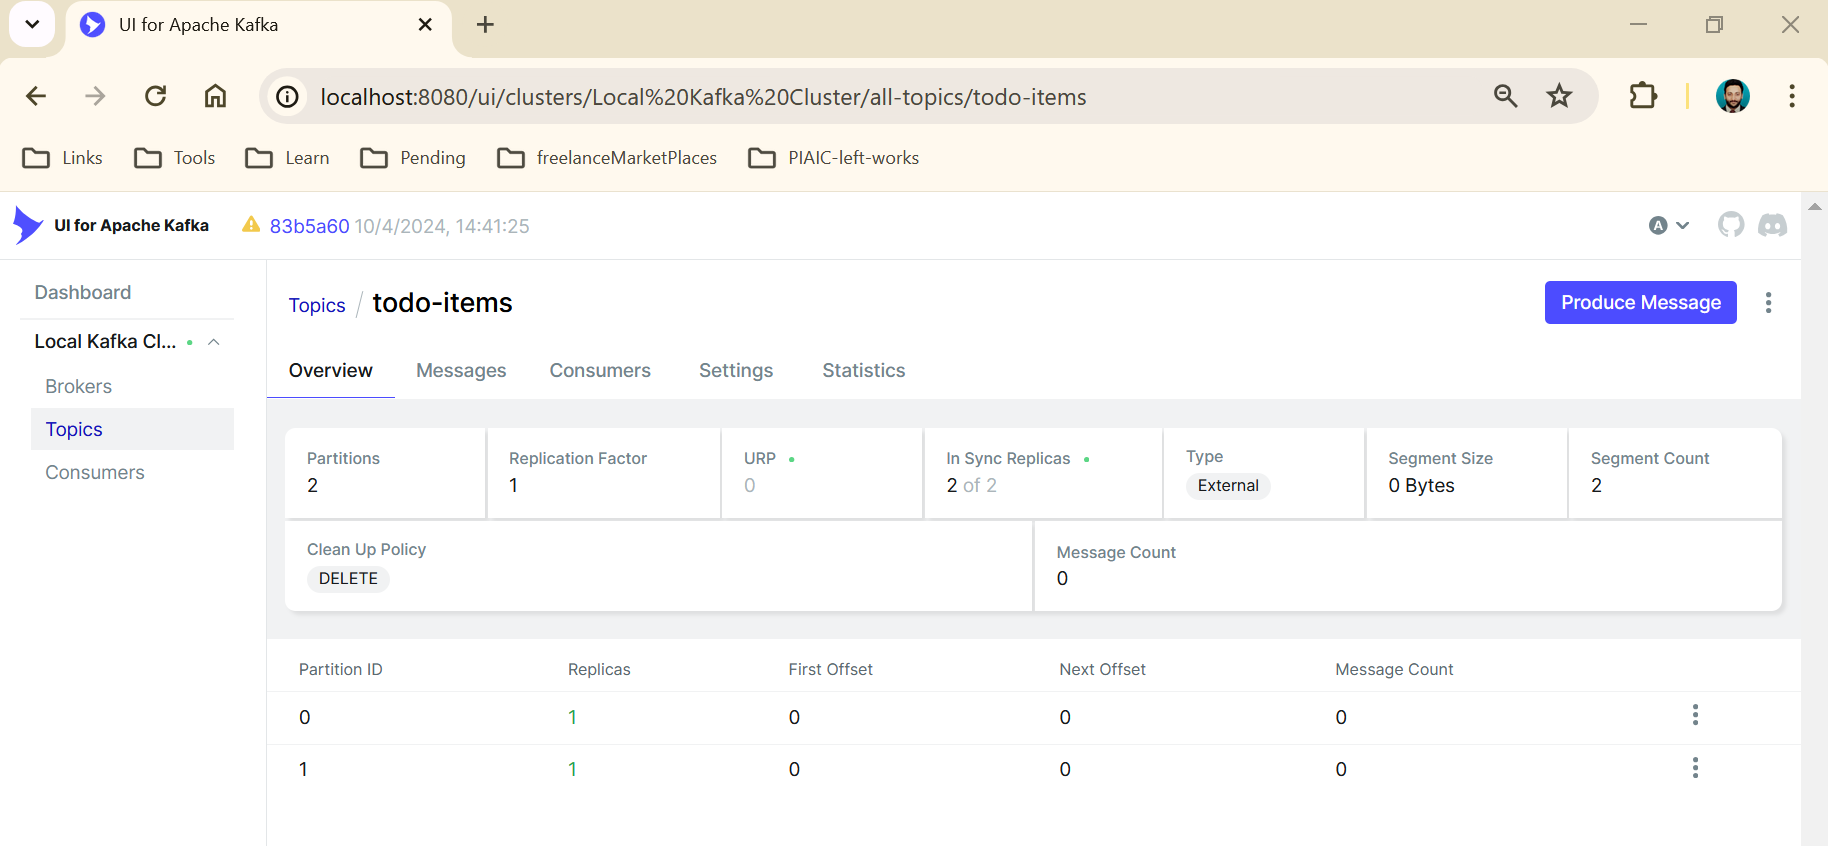 UI for Apache Kafka
localhost:8080/ui/clusters/Local%20Kafka%20Cluster/all-topics/todo-items
Links Tools Learn Pending freelanceMarketPlaces PIAIC-left-works
UI for Apache Kafka 83b5a60 10/4/2024, 14:41:25 A
Dashboard
Local Kafka Cl...
Brokers
Topics
Consumers
Topics / todo-items Produce Message
Overview Messages Consumers Settings Statistics
Partitions Replication Factor URP In Sync Replicas Type Segment Size Segment Count
2 1 0 2 of 2 External 0 Bytes 2
Clean Up Policy Message Count
DELETE 0
Partition ID Replicas First Offset Next Offset Message Count
0 1 0 0 0
1 1 0 0 0